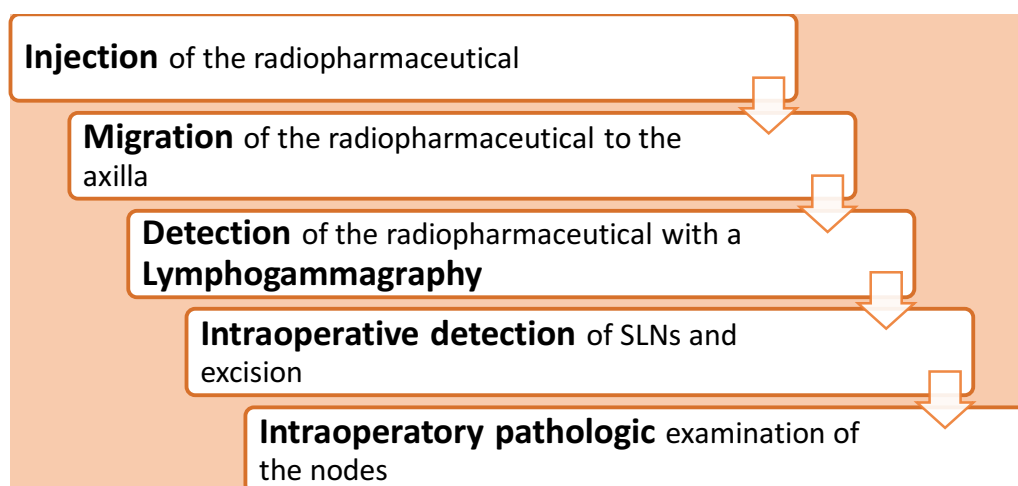 Injection of the radiopharmaceutical
Migration of the radiopharmaceutical to the
axilla
Detection of the radiopharmaceutical with a
Lymphogammagraphy
Intraoperative detection of SLNs and
excision
Intraoperatory pathologic examination of
the nodes